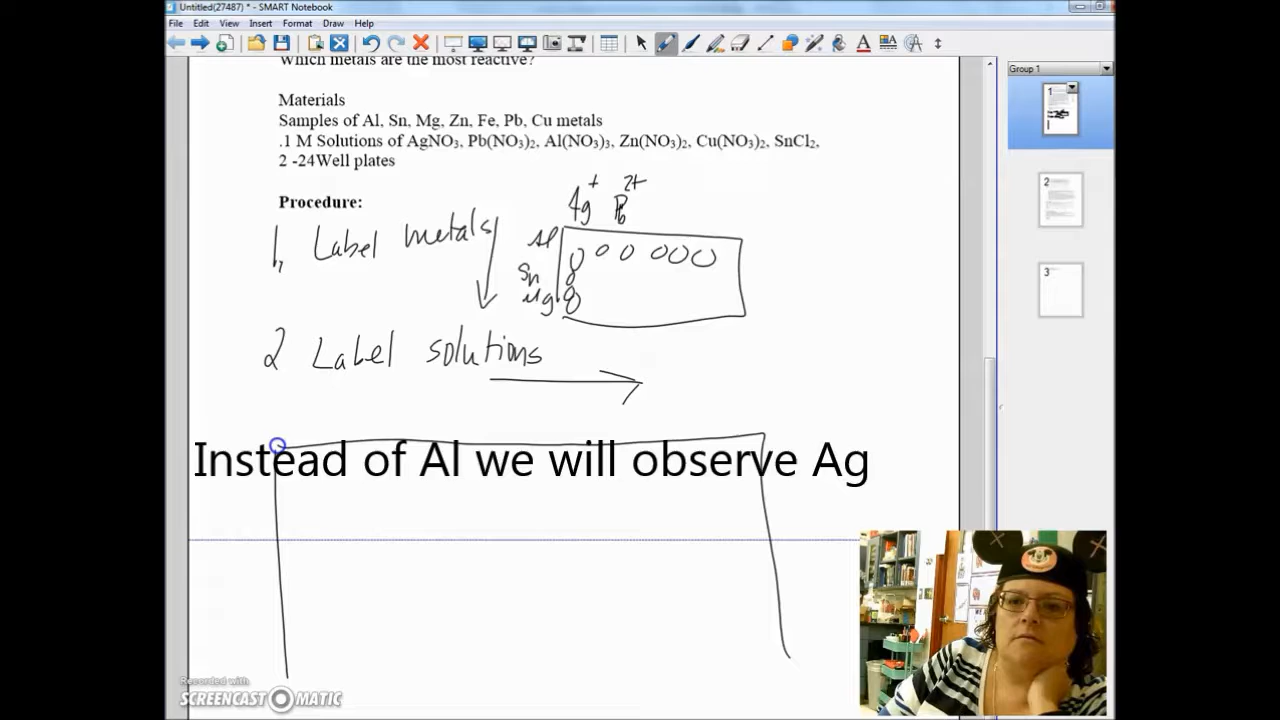 Untitled(27487) * - SMART Notebook
File Edit View Insert Format Draw Help
Group 1
Which metals are the most reactive?
Materials
Samples of Al, Sn, Mg, Zn, Fe, Pb, Cu metals
.1 M Solutions of AgNO3, Pb(NO3)2, Al(NO3)3, Zn(NO3)2, Cu(NO3)2, SnCl2,
2 -24Well plates
Procedure:
Ag+ Pb2+
1, Label metals
Al
Sn
Mg
2 Label solutions
Instead of Al we will observe Ag
1
2
3
Recorded with
SCREENCAST O MATIC